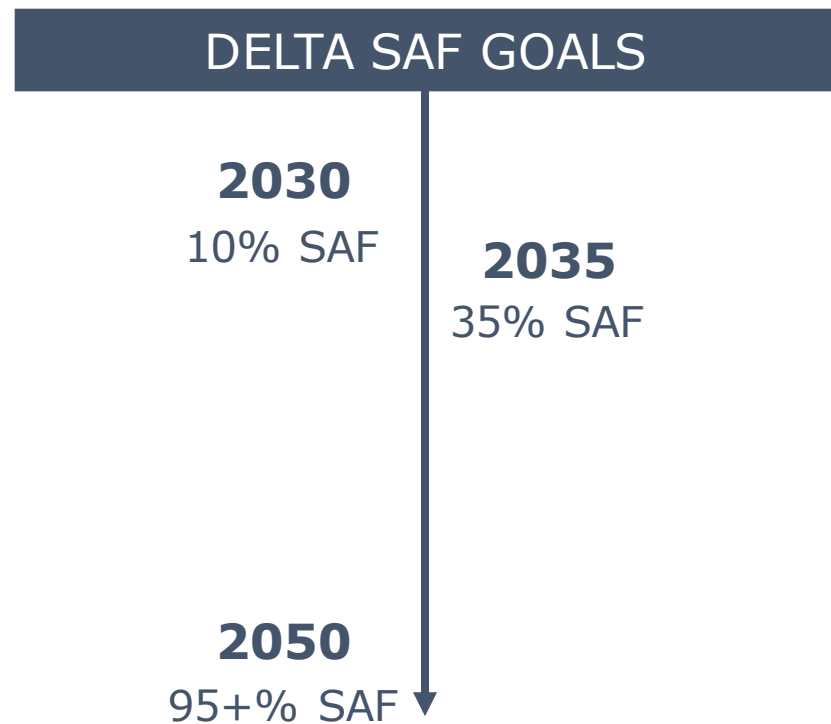 DELTA SAF GOALS
2030
10% SAF
2035
35% SAF
2050
95+% SAF